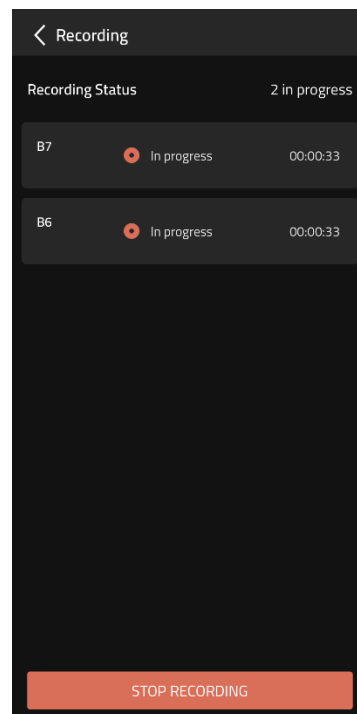 Recording
Recording Status 2 in progress
B7 In progress 00:00:33
B6 In progress 00:00:33
STOP RECORDING